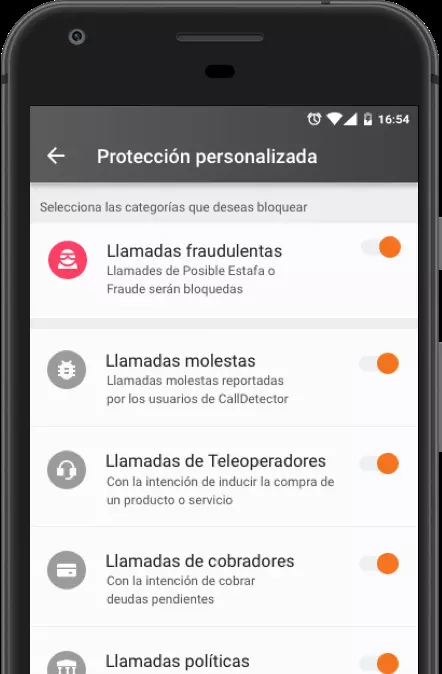 16:54
Protección personalizada
Selecciona las categorías que deseas bloquear
Llamadas fraudulentas
Llamades de Posible Estafa o
Fraude serán bloquedas
Llamadas molestas
Llamadas molestas reportadas
por los usuarios de CallDetector
Llamadas de Teleoperadores
Con la intención de inducir la compra de
un producto o servicio
Llamadas de cobradores
Con la intención de cobrar
deudas pendientes
Llamadas políticas